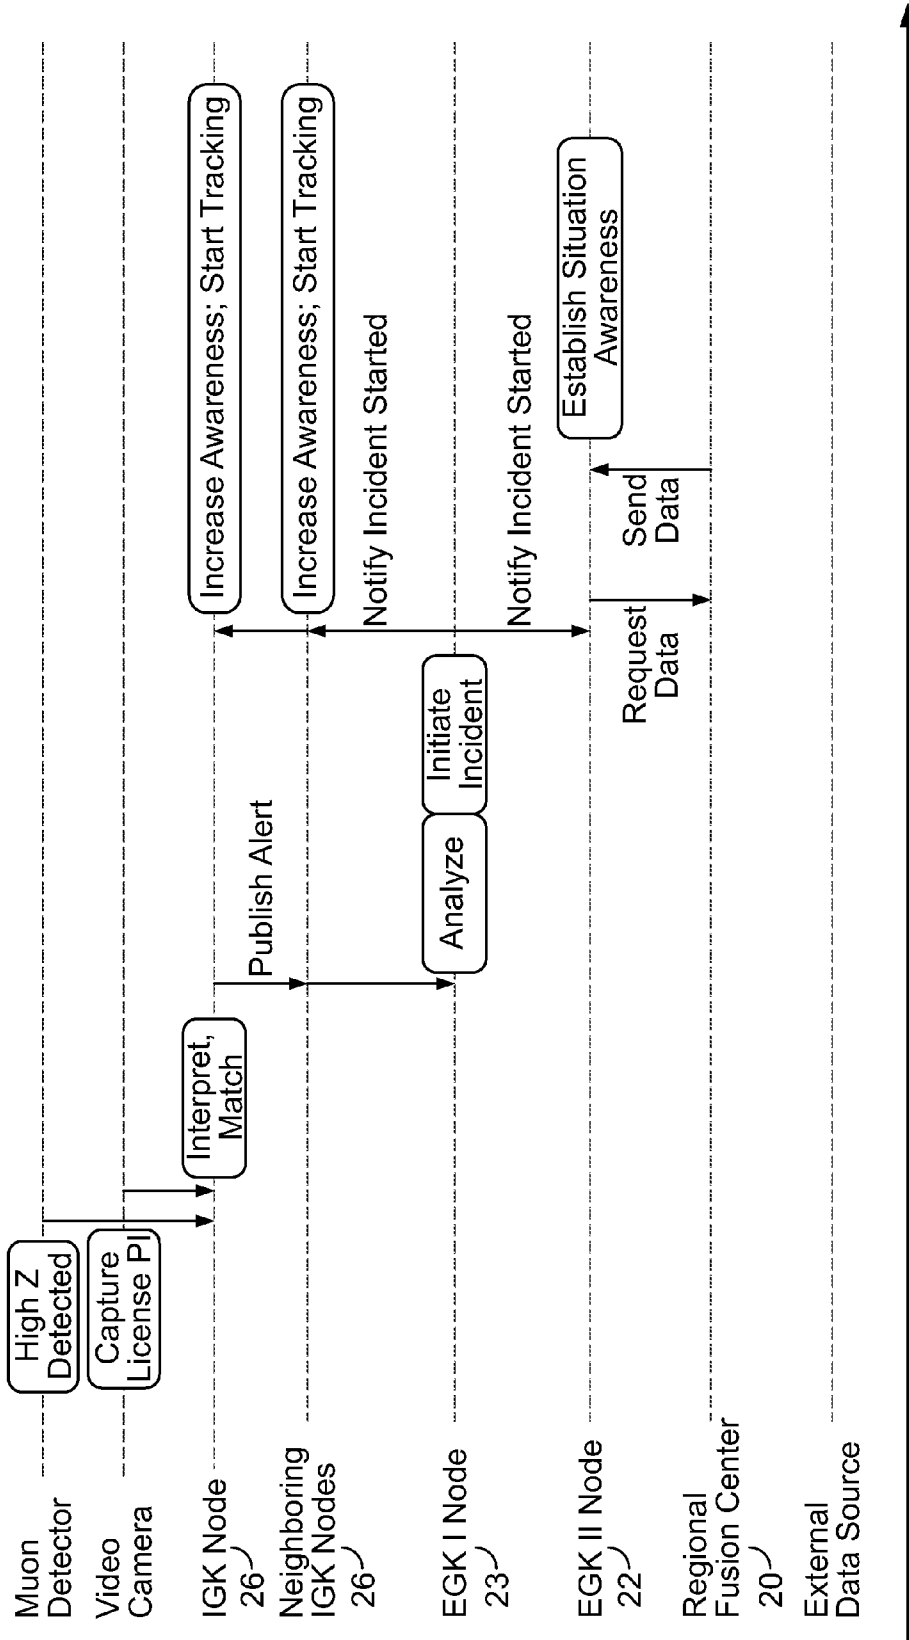 Muon
Detector
High Z
Detected
Video
Camera
Capture
License Pl
IGK Node
26
Interpret,
Match
Increase Awareness; Start Tracking
Publish Alert
Neighboring
IGK Nodes
26
Increase Awareness; Start Tracking
Notify Incident Started
EGK I Node
23
Analyze
Initiate
Incident
Notify Incident Started
EGK II Node
22
Establish Situation
Awareness
Request
Data
Send
Data
Regional
Fusion Center
20
External
Data Source